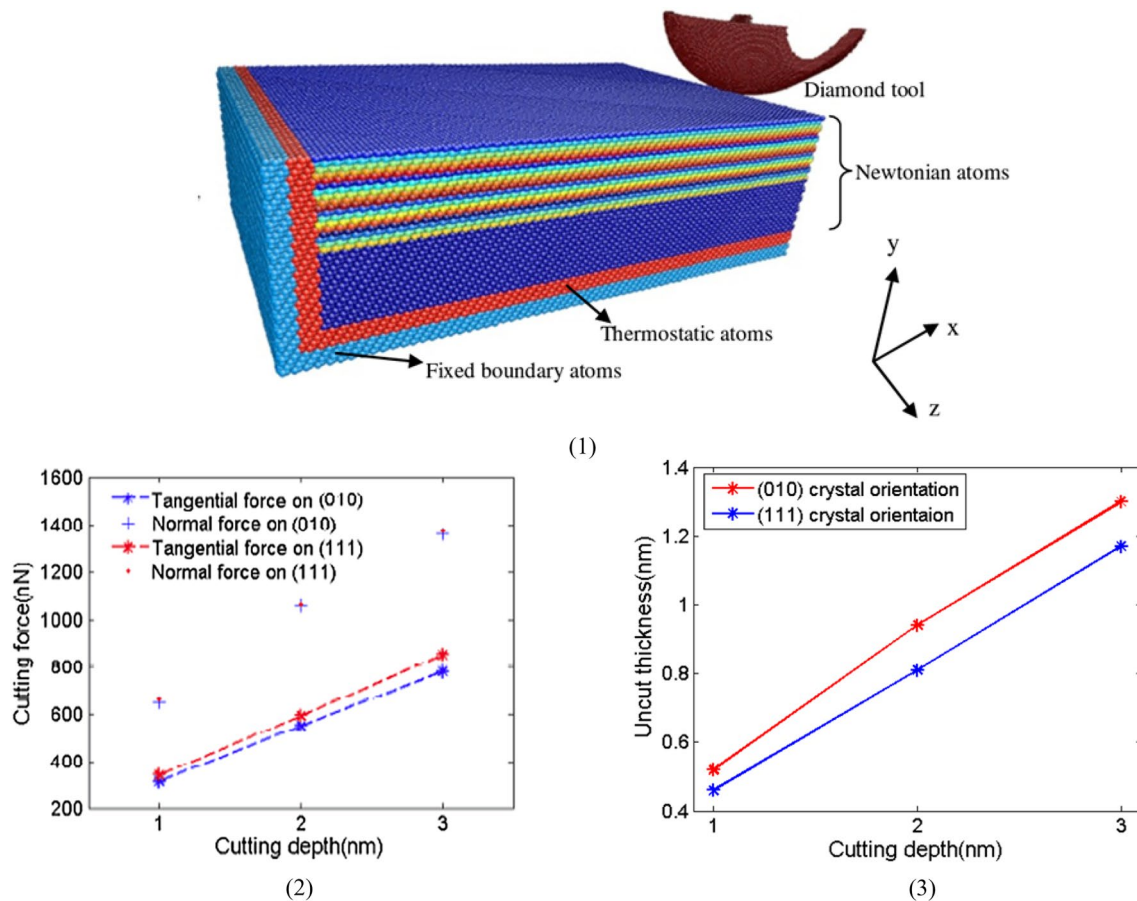 Diamond tool
Newtonian atoms
y
x
z
Thermostatic atoms
Fixed boundary atoms
(1)
1600
1400
1200
1000
800
600
400
200
Cutting force(nN)
Tangential force on (010)
Normal force on (010)
Tangential force on (111)
Normal force on (111)
1 2 3
Cutting depth(nm)
(2)
1.4
1.2
1
0.8
0.6
0.4
Uncut thickness(nm)
(010) crystal orientation
(111) crystal orientaion
1 2 3
Cutting depth(nm)
(3)